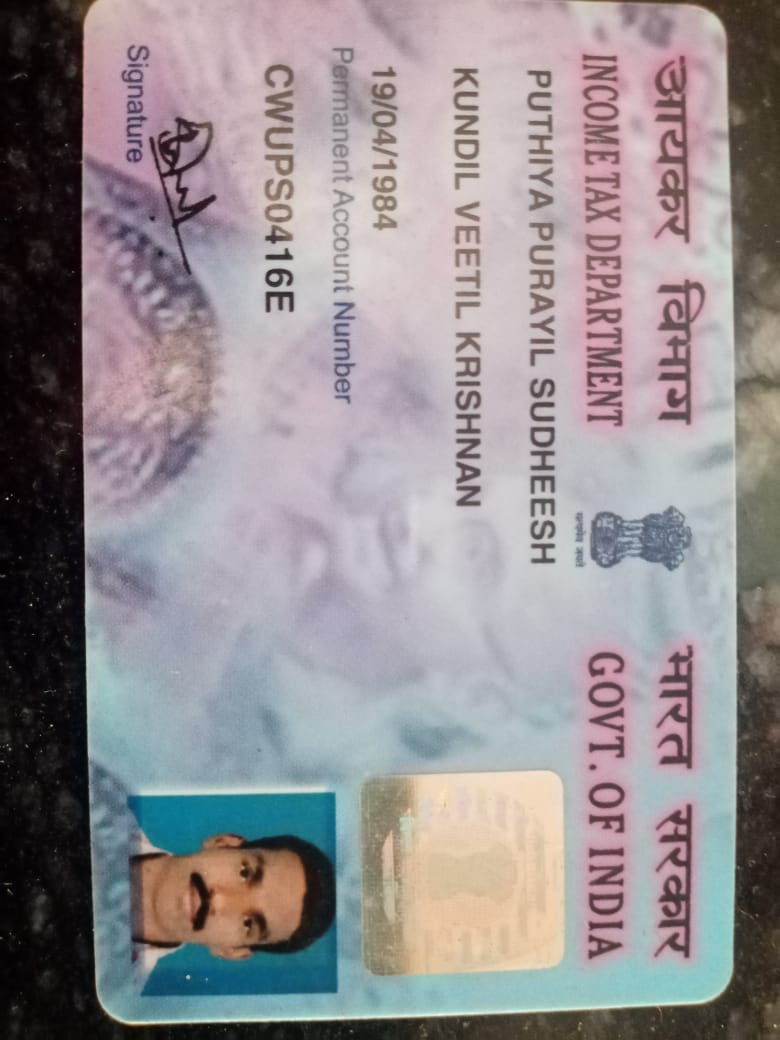 आयकर विभाग
INCOME TAX DEPARTMENT
सत्यमेव जयते
भारत सरकार
GOVT. OF INDIA
PUTHIYA PURAYIL SUDHEESH
KUNDIL VEETIL KRISHNAN
19/04/1984
Permanent Account Number
CWUPS0416E
Signature